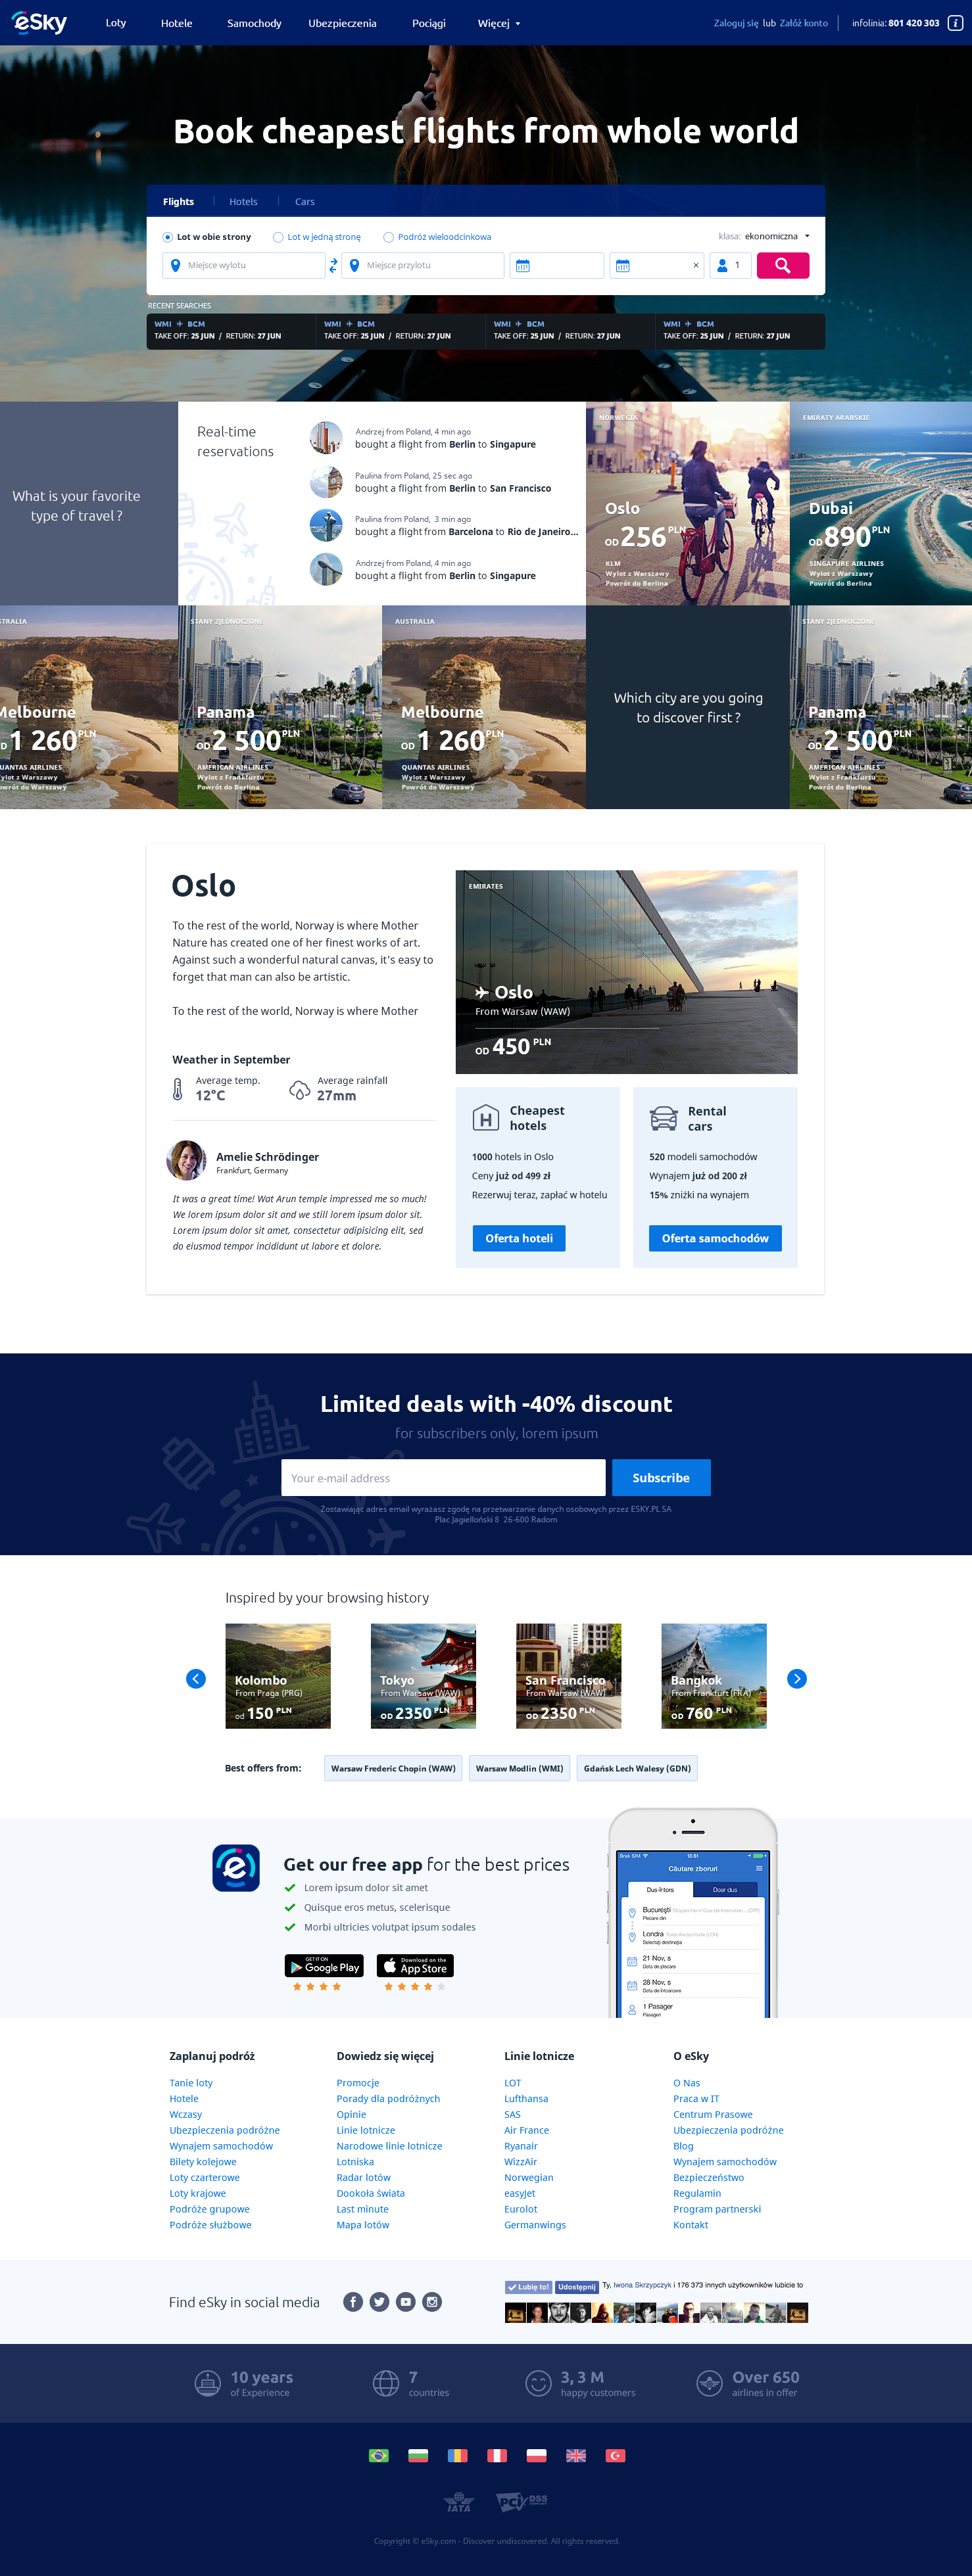 eSky
Loty
Hotele
Samochody
Ubezpieczenia
Pociągi
Więcej
Zaloguj się lub Załóż konto
infolinia: 801 420 303
Book cheapest flights from whole world
Flights
Hotels
Cars
Lot w obie strony
Lot w jedną stronę
Podróż wieloodcinkowa
klasa: ekonomiczna
Miejsce wylotu
Miejsce przylotu
1
RECENT SEARCHES
WMI BCM
TAKE OFF: 25 JUN / RETURN: 27 JUN
WMI BCM
TAKE OFF: 25 JUN / RETURN: 27 JUN
WMI BCM
TAKE OFF: 25 JUN / RETURN: 27 JUN
WMI BCM
TAKE OFF: 25 JUN / RETURN: 27 JUN
What is your favorite
type of travel ?
Real-time
reservations
Andrzej from Poland, 4 min ago
bought a flight from Berlin to Singapure
Paulina from Poland, 25 sec ago
bought a flight from Berlin to San Francisco
Paulina from Poland, 3 min ago
bought a flight from Barcelona to Rio de Janeiro...
Andrzej from Poland, 4 min ago
bought a flight from Berlin to Singapure
NORWEGIA
Oslo
OD 256 PLN
KLM
Wylot z Warszawy
Powrót do Berlina
EMIRATY ARABSKIE
Dubai
OD 890 PLN
SINGAPURE AIRLINES
Wylot z Warszawy
Powrót do Berlina
STRALIA
Melbourne
D 1 260 PLN
UANTAS AIRLINES
ylot z Warszawy
owrót do Warszawy
STANY ZJEDNOCZONE
Panama
OD 2 500 PLN
AMERICAN AIRLINES
Wylot z Frankfurtu
Powrót do Berlina
AUSTRALIA
Melbourne
OD 1 260 PLN
QUANTAS AIRLINES
Wylot z Warszawy
Powrót do Warszawy
Which city are you going
to discover first ?
STANY ZJEDNOCZONE
Panama
OD 2 500 PLN
AMERICAN AIRLINES
Wylot z Frankfurtu
Powrót do Berlina
Oslo
To the rest of the world, Norway is where Mother
Nature has created one of her finest works of art.
Against such a wonderful natural canvas, it's easy to
forget that man can also be artistic.
To the rest of the world, Norway is where Mother
Weather in September
Average temp.
12°C
Average rainfall
27mm
Amelie Schrödinger
Frankfurt, Germany
It was a great time! Wat Arun temple impressed me so much!
We lorem ipsum dolor sit and we still lorem ipsum dolor sit.
Lorem ipsum dolor sit amet, consectetur adipisicing elit, sed
do eiusmod tempor incididunt ut labore et dolore.
EMIRATES
Oslo
From Warsaw (WAW)
OD 450 PLN
Cheapest
hotels
1000 hotels in Oslo
Ceny już od 499 zł
Rezerwuj teraz, zapłać w hotelu
Oferta hoteli
Rental
cars
520 modeli samochodów
Wynajem już od 200 zł
15% zniżki na wynajem
Oferta samochodów
Limited deals with -40% discount
for subscribers only, lorem ipsum
Your e-mail address
Subscribe
Zostawiając adres email wyrażasz zgodę na przetwarzanie danych osobowych przez ESKY.PL SA
Plac Jagielloński 8 26-600 Radom
Inspired by your browsing history
Kolombo
From Praga (PRG)
od 150 PLN
Tokyo
From Warsaw (WAW)
OD 2350 PLN
San Francisco
From Warsaw (WAW)
OD 2350 PLN
Bangkok
From Frankfurt (FRA)
OD 760 PLN
Best offers from:
Warsaw Frederic Chopin (WAW)
Warsaw Modlin (WMI)
Gdańsk Lech Walesy (GDN)
Get our free app for the best prices
Lorem ipsum dolor sit amet
Quisque eros metus, scelerisque
Morbi ultricies volutpat ipsum sodales
GET IT ON
Google Play
Download on the
App Store
Brak SIM
13:51
Căutare zboruri
Dus-întors
Doar dus
București
Plecarea din
Londra
Selectați destinația
21 Nov, s
Data de plecare
28 Nov, s
Data de întoarcere
1 Pasager
Pasageri
Zaplanuj podróż
Tanie loty
Hotele
Wczasy
Ubezpieczenia podróżne
Wynajem samochodów
Bilety kolejowe
Loty czarterowe
Loty krajowe
Podróże grupowe
Podróże służbowe
Dowiedz się więcej
Promocje
Porady dla podróżnych
Opinie
Linie lotnicze
Narodowe linie lotnicze
Lotniska
Radar lotów
Dookoła świata
Last minute
Mapa lotów
Linie lotnicze
LOT
Lufthansa
SAS
Air France
Ryanair
WizzAir
Norwegian
easyJet
Eurolot
Germanwings
O eSky
O Nas
Praca w IT
Centrum Prasowe
Ubezpieczenia podróżne
Blog
Wynajem samochodów
Bezpieczeństwo
Regulamin
Program partnerski
Kontakt
Find eSky in social media
Lubię to!
Udostępnij
Ty, Iwona Skrzypczyk i 176 373 innych użytkowników lubicie to
10 years
of Experience
7
countries
3, 3 M
happy customers
Over 650
airlines in offer
IATA
PCI DSS
Copyright © eSky.com - Discover undiscovered. All rights reserved.